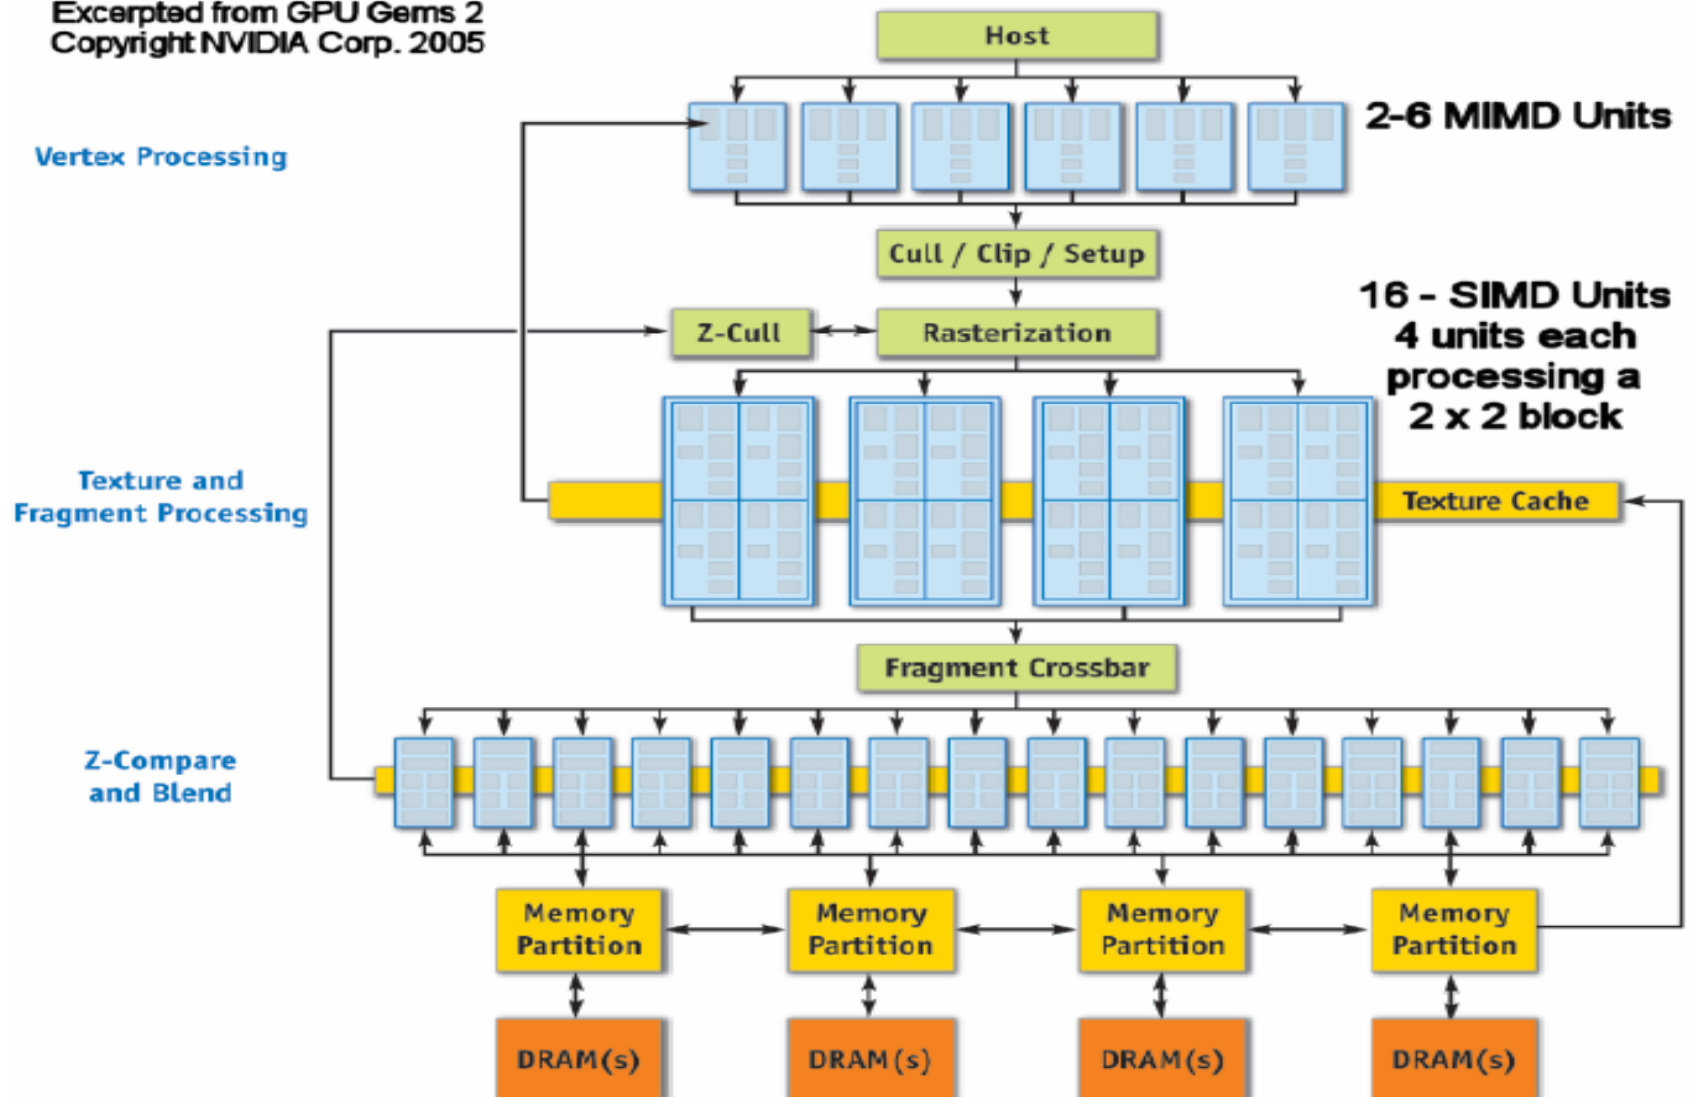 Excerpted from GPU Gems 2
Copyright NVIDIA Corp. 2005
Host
2-6 MIMD Units
Vertex Processing
Cull / Clip / Setup
16 - SIMD Units
4 units each
processing a
2 x 2 block
Z-Cull
Rasterization
Texture and
Fragment Processing
Texture Cache
Fragment Crossbar
Z-Compare
and Blend
Memory
Partition
Memory
Partition
Memory
Partition
Memory
Partition
DRAM(s)
DRAM(s)
DRAM(s)
DRAM(s)